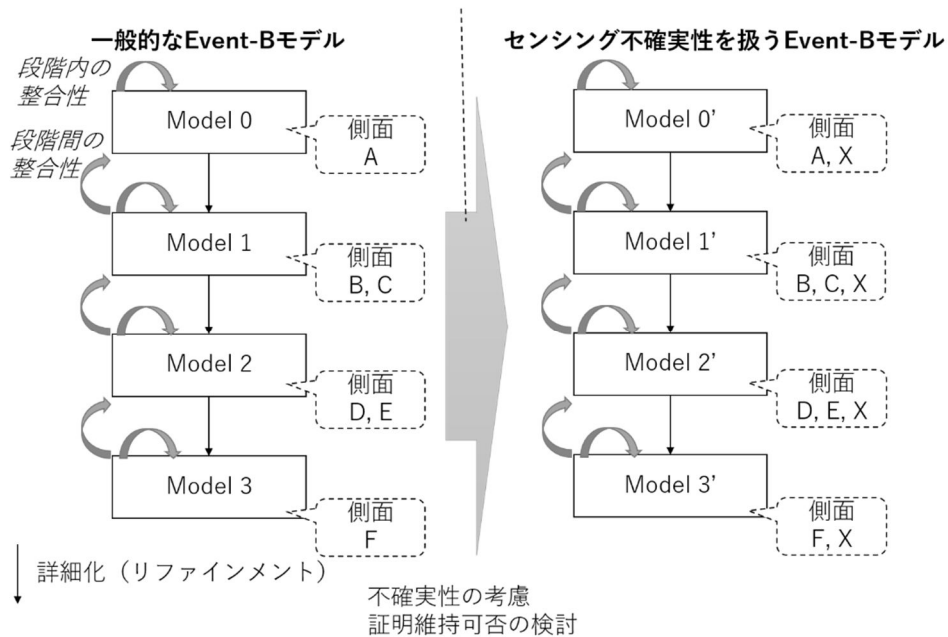 一般的なEvent-Bモデル
段階内の
整合性
Model 0
側面
A
段階間の
整合性
Model 1
側面
B, C
Model 2
側面
D, E
Model 3
側面
F
詳細化（リファインメント）
不確実性の考慮
証明維持可否の検討
センシング不確実性を扱うEvent-Bモデル
Model 0’
側面
A, X
Model 1’
側面
B, C, X
Model 2’
側面
D, E, X
Model 3’
側面
F, X